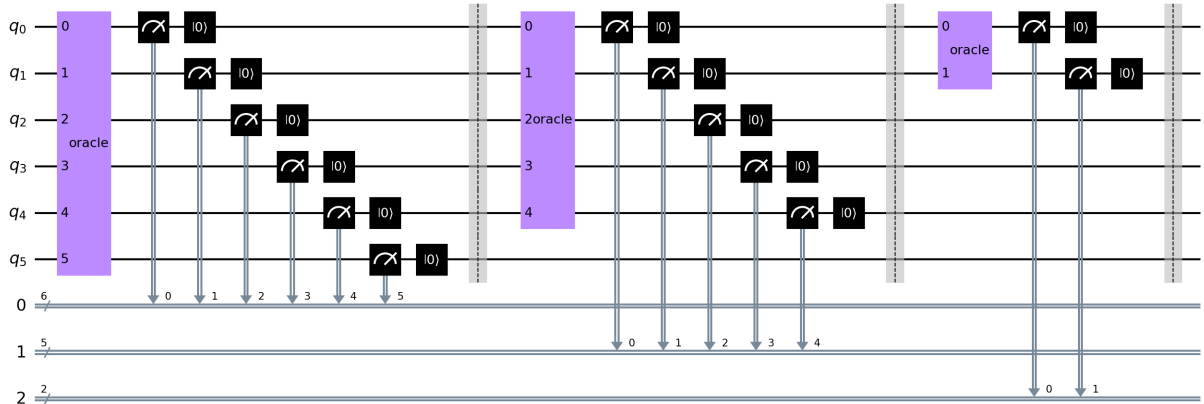 q0 0 |0⟩ 0 |0⟩ 0 |0⟩
oracle
q1 1 |0⟩ 1 |0⟩ 1 |0⟩
q2 2 |0⟩ 2oracle |0⟩
oracle
q3 3 |0⟩ 3 |0⟩
q4 4 |0⟩ 4 |0⟩
q5 5 |0⟩
0 6 0 1 2 3 4 5
1 5 0 1 2 3 4
2 2 0 1